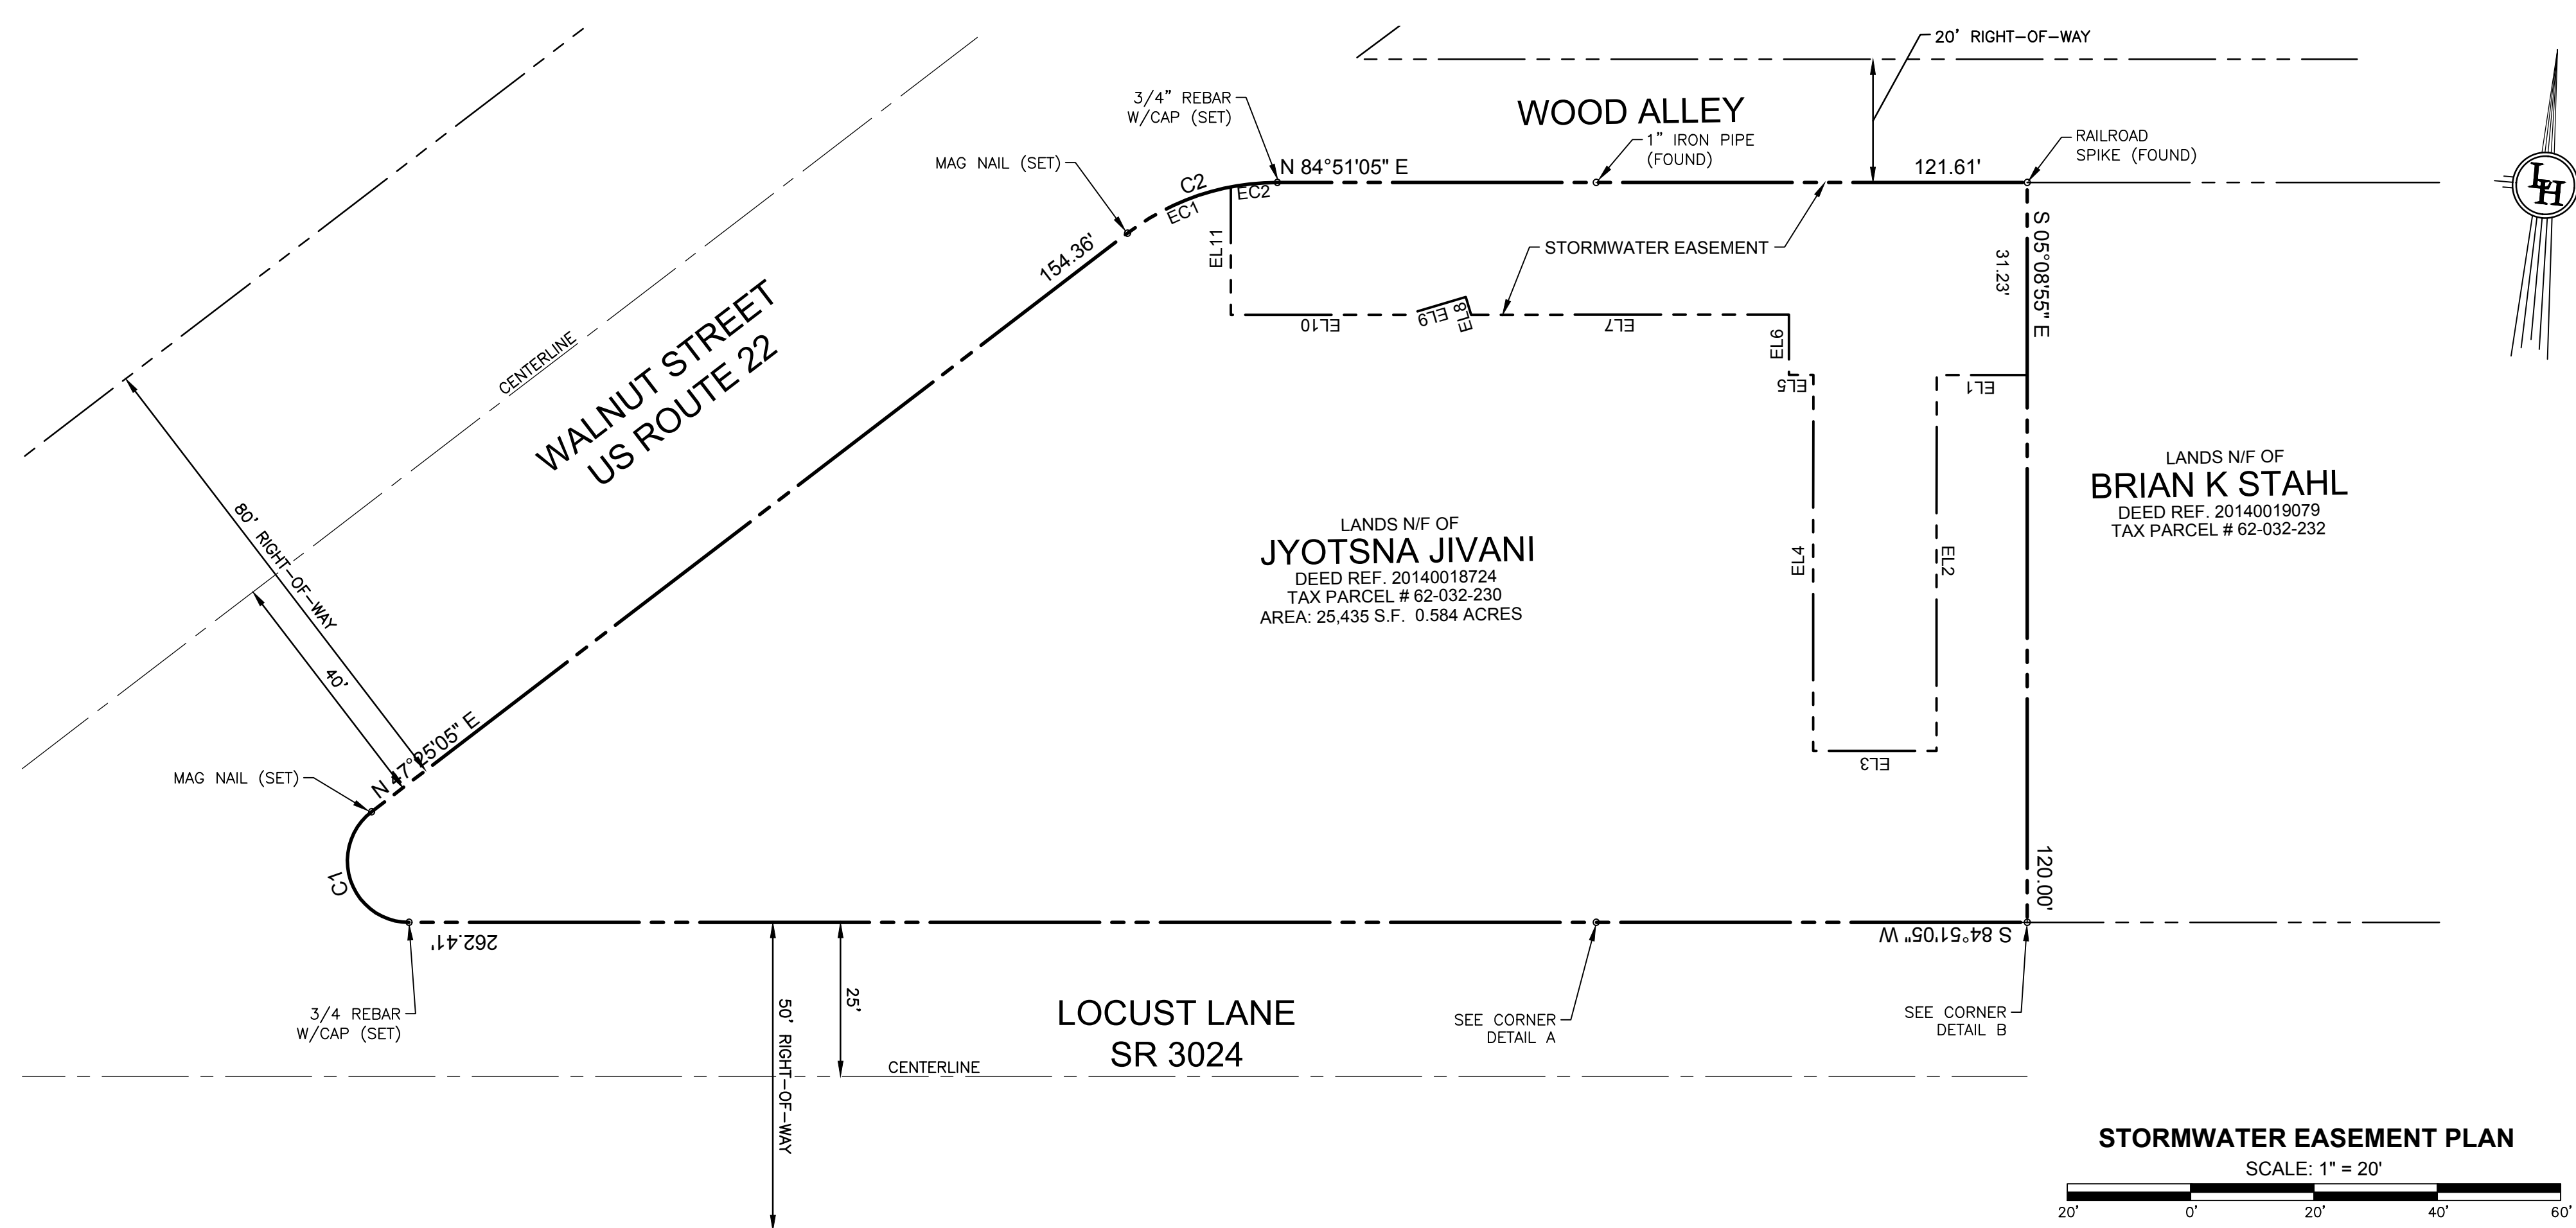 20' RIGHT-OF-WAY
3/4" REBAR
W/CAP (SET)
WOOD ALLEY
1" IRON PIPE
(FOUND)
RAILROAD
SPIKE (FOUND)
MAG NAIL (SET)
C2
EC1
EC2
N 84°51'05" E
121.61'
LH
S 05°08'55" E
31.23'
154.36'
EL11
STORMWATER EASEMENT
EL10
EL9
EL8
EL7
EL6
EL5
EL1
CENTERLINE
WALNUT STREET
US ROUTE 22
80' RIGHT-OF-WAY
40'
LANDS N/F OF
JYOTSNA JIVANI
DEED REF. 20140018724
TAX PARCEL # 62-032-230
AREA: 25,435 S.F. 0.584 ACRES
EL4
EL2
EL3
LANDS N/F OF
BRIAN K STAHL
DEED REF. 20140019079
TAX PARCEL # 62-032-232
N 47°25'05" E
MAG NAIL (SET)
C1
262.41'
S 84°51'05" W
120.00'
3/4 REBAR
W/CAP (SET)
50' RIGHT-OF-WAY
25'
LOCUST LANE
SR 3024
CENTERLINE
SEE CORNER
DETAIL A
SEE CORNER
DETAIL B
STORMWATER EASEMENT PLAN
SCALE: 1" = 20'
20' 0' 20' 40' 60'